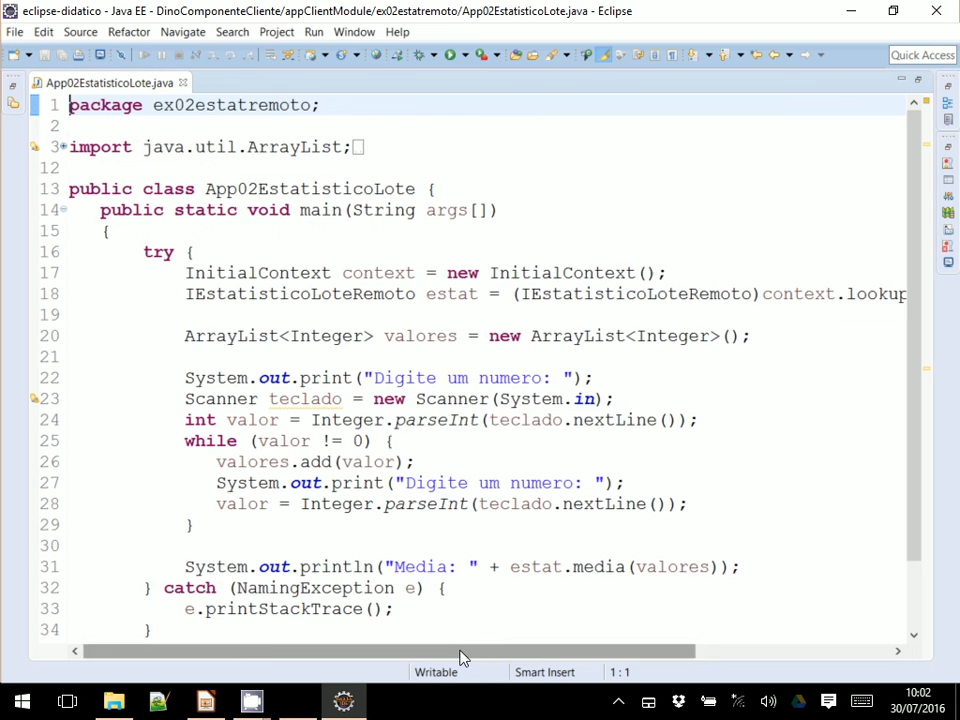 eclipse-didatico - Java EE - DinoComponenteCliente/appClientModule/ex02estatremoto/App02EstatisticoLote.java - Eclipse
File Edit Source Refactor Navigate Search Project Run Window Help
Quick Access
App02EstatisticoLote.java
1 package ex02estatremoto;
2
3 import java.util.ArrayList;
12
13 public class App02EstatisticoLote {
14 public static void main(String args[])
15 {
16 try {
17 InitialContext context = new InitialContext();
18 IEstatisticoLoteRemoto estat = (IEstatisticoLoteRemoto)context.lookup
19
20 ArrayList<Integer> valores = new ArrayList<Integer>();
21
22 System.out.print("Digite um numero: ");
23 Scanner teclado = new Scanner(System.in);
24 int valor = Integer.parseInt(teclado.nextLine());
25 while (valor != 0) {
26 valores.add(valor);
27 System.out.print("Digite um numero: ");
28 valor = Integer.parseInt(teclado.nextLine());
29 }
30
31 System.out.println("Media: " + estat.media(valores));
32 } catch (NamingException e) {
33 e.printStackTrace();
34 }
Writable Smart Insert 1 : 1
10:02
30/07/2016